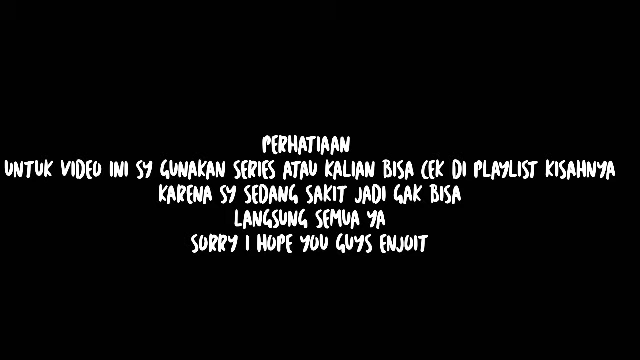 PERHATIAAN
UNTUK VIDEO INI SY GUNAKAN SERIES ATAU KALIAN BISA CEK DI PLAYLIST KISAHNYA
KARENA SY SEDANG SAKIT JADI GAK BISA
LANGSUNG SEMUA YA
SORRY I HOPE YOU GUYS ENJOIT